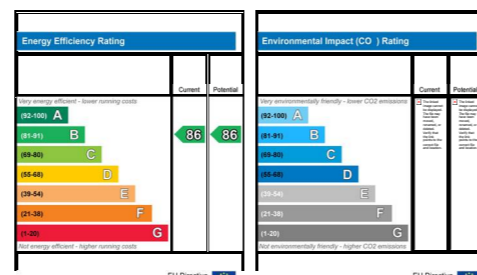 Energy Efficiency Rating
Current Potential
Very energy efficient - lower running costs
(92-100) A
(81-91) B
86 86
(69-80) C
(55-68) D
(39-54) E
(21-38) F
(1-20) G
Not energy efficient - higher running costs
EU Directive
Environmental Impact (CO ) Rating
Current Potential
Very environmentally friendly - lower CO2 emissions
(92-100) A
(81-91) B
(69-80) C
(55-68) D
(39-54) E
(21-38) F
(1-20) G
Not environmentally friendly - higher CO2 emissions
EU Directive